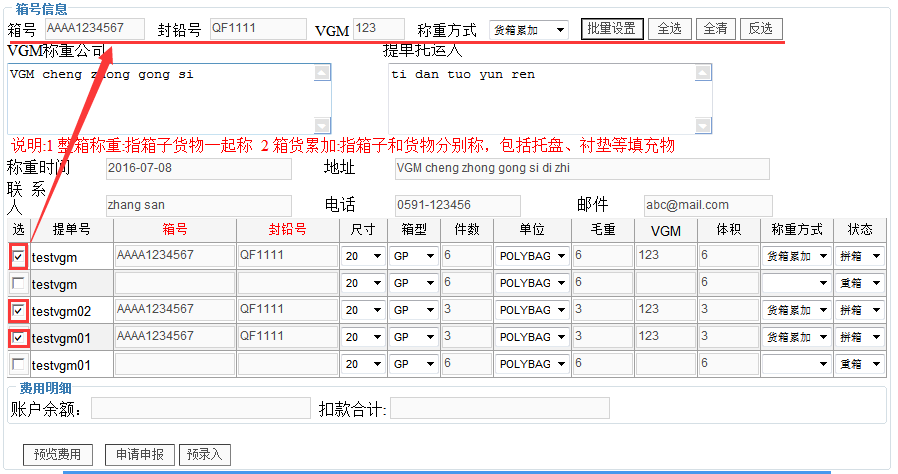 箱号信息
箱号 AAAA1234567 封铅号 QF1111 VGM 123 称重方式 货箱累加 批量设置 全选 全清 反选
VGM称重公司 提单托运人
VGM cheng zhong gong si ti dan tuo yun ren
说明:1 整箱称重:指箱子货物一起称 2 箱货累加:指箱子和货物分别称，包括托盘、衬垫等填充物
称重时间 2016-07-08 地址 VGM cheng zhong gong si di zhi
联 系
人 zhang san 电话 0591-123456 邮件 abc@mail.com
选 提单号 箱号 封铅号 尺寸 箱型 件数 单位 毛重 VGM 体积 称重方式 状态
testvgm AAAA1234567 QF1111 20 GP 6 POLYBAG 6 123 6 货箱累加 拼箱
testvgm 20 GP 6 POLYBAG 6 6 重箱
testvgm02 AAAA1234567 QF1111 20 GP 3 POLYBAG 3 123 3 货箱累加 拼箱
testvgm01 AAAA1234567 QF1111 20 GP 3 POLYBAG 3 123 3 货箱累加 拼箱
testvgm01 20 GP 6 POLYBAG 6 6 重箱
费用明细
账户余额： 扣款合计:
预览费用 申请申报 预录入